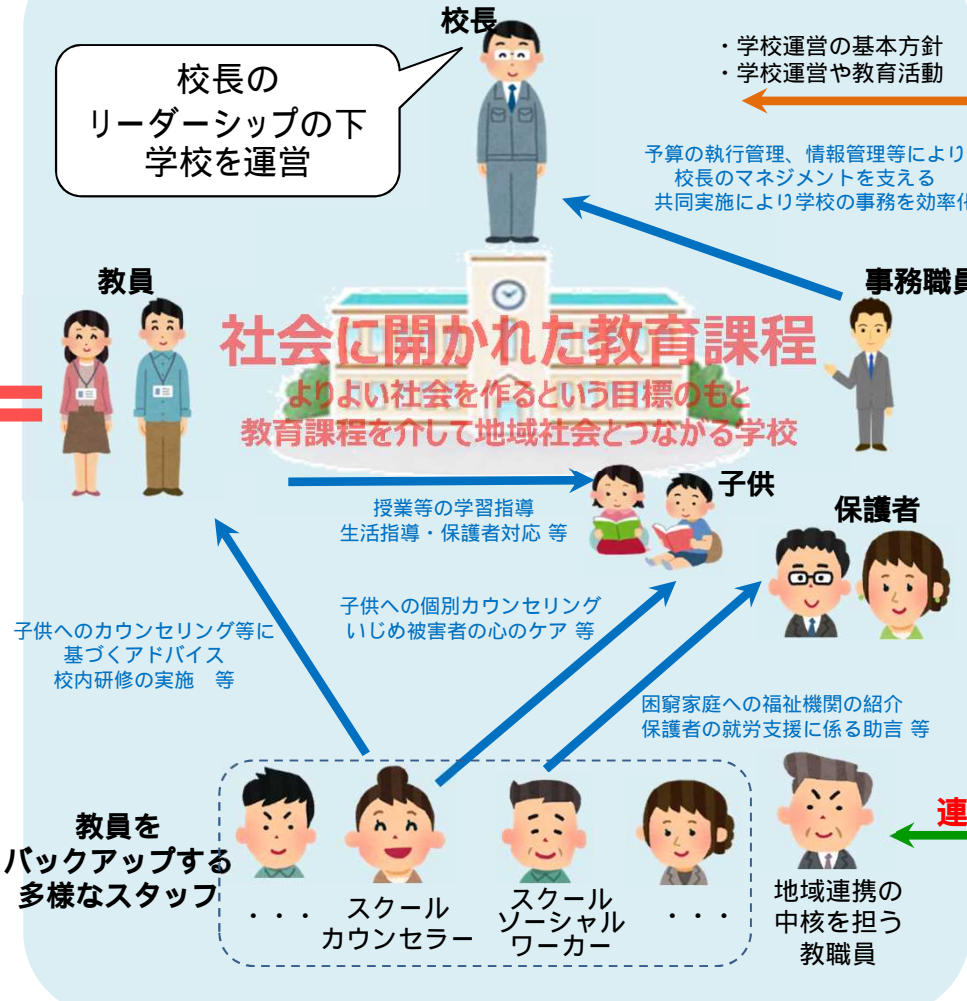 校長
校長の
リーダーシップの下
学校を運営
・学校運営の基本方針
・学校運営や教育活動
予算の執行管理、情報管理等により
校長のマネジメントを支える
共同実施により学校の事務を効率化
教員
事務職員
社会に開かれた教育課程
よりよい社会を作るという目標のもと
教育課程を介して地域社会とつながる学校
子供
授業等の学習指導
生活指導・保護者対応 等
保護者
子供への個別カウンセリング
いじめ被害者の心のケア 等
子供へのカウンセリング等に
基づくアドバイス
校内研修の実施　等
困窮家庭への福祉機関の紹介
保護者の就労支援に係る助言 等
教員を
バックアップする
多様なスタッフ
・・・
スクール
カウンセラー
スクール
ソーシャル
ワーカー
・・・
地域連携の
中核を担う
教職員
連